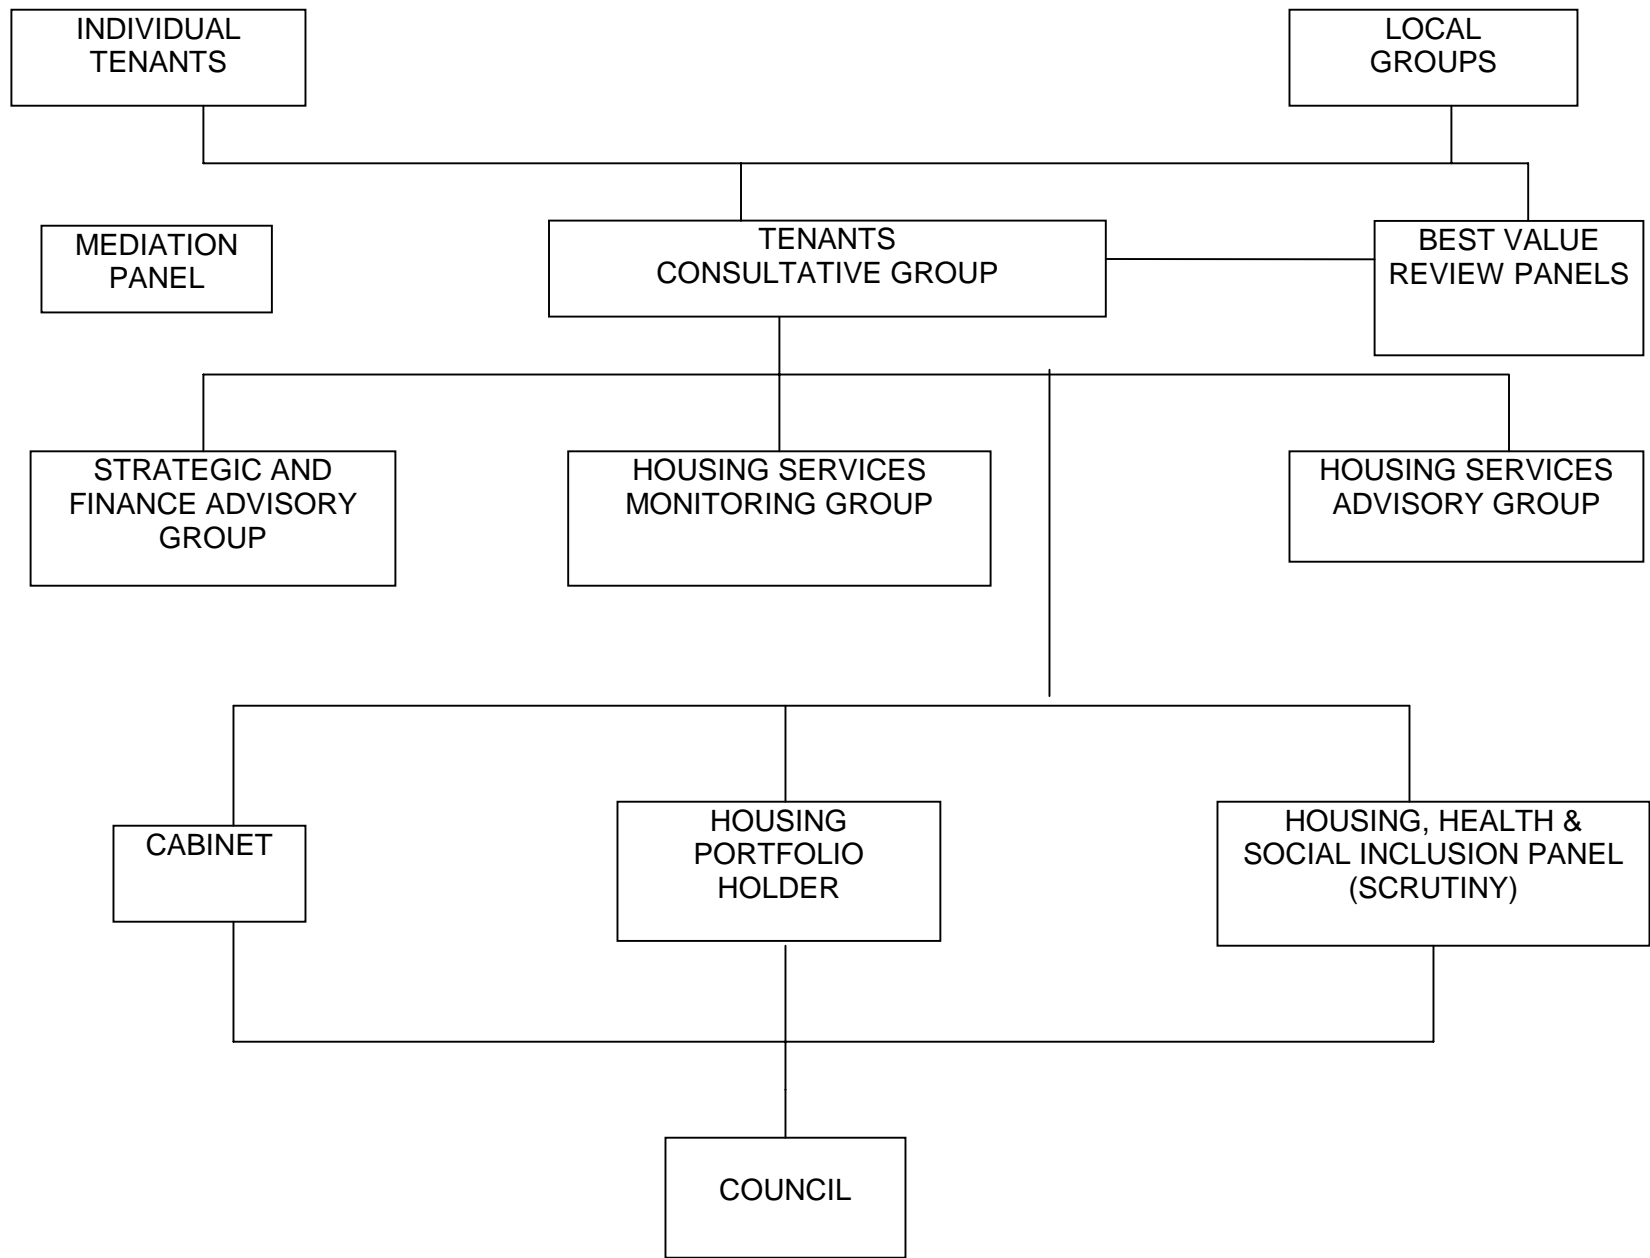 INDIVIDUAL
TENANTS
LOCAL
GROUPS
MEDIATION
PANEL
TENANTS
CONSULTATIVE GROUP
BEST VALUE
REVIEW PANELS
STRATEGIC AND
FINANCE ADVISORY
GROUP
HOUSING SERVICES
MONITORING GROUP
HOUSING SERVICES
ADVISORY GROUP
CABINET
HOUSING
PORTFOLIO
HOLDER
HOUSING, HEALTH &
SOCIAL INCLUSION PANEL
(SCRUTINY)
COUNCIL